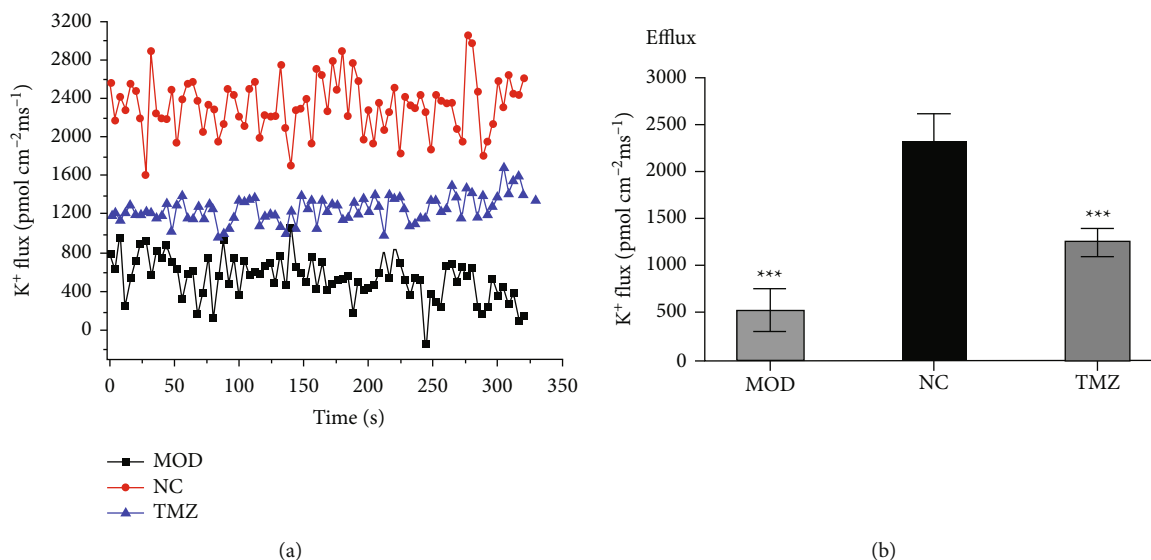 3200
2800
2400
2000
1600
1200
800
400
0
K⁺ flux (pmol cm⁻²ms⁻¹)
0 50 100 150 200 250 300 350
Time (s)
MOD
NC
TMZ
(a)
Efflux
3000
2500
2000
1500
1000
500
0
K⁺ flux (pmol cm⁻²ms⁻¹)
***
***
MOD NC TMZ
(b)